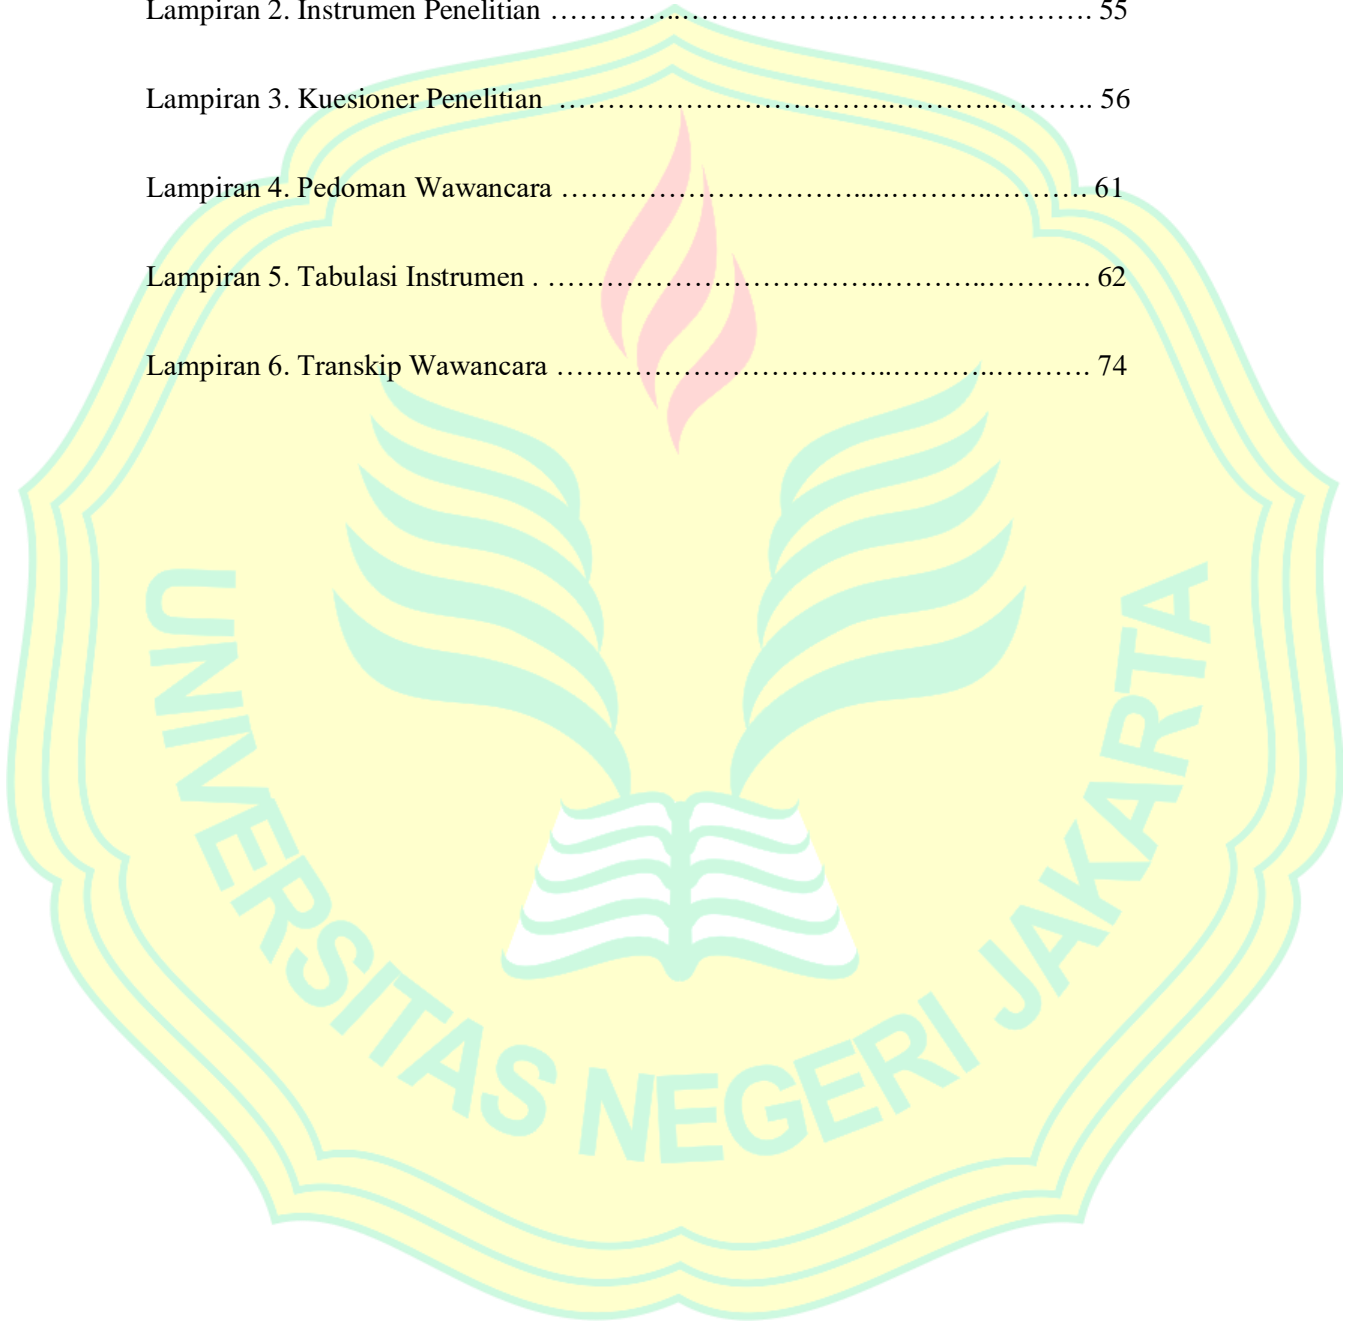 Lampiran 2. Instrumen Penelitian …………..……………...……………………. 55
Lampiran 3. Kuesioner Penelitian ……………………………..………..………. 56
Lampiran 4. Pedoman Wawancara ………………………….....………..………. 61
Lampiran 5. Tabulasi Instrumen . ……………………………..………..……….. 62
Lampiran 6. Transkip Wawancara ……………………………..………..………. 74
UNIVERSITAS NEGERI JAKARTA